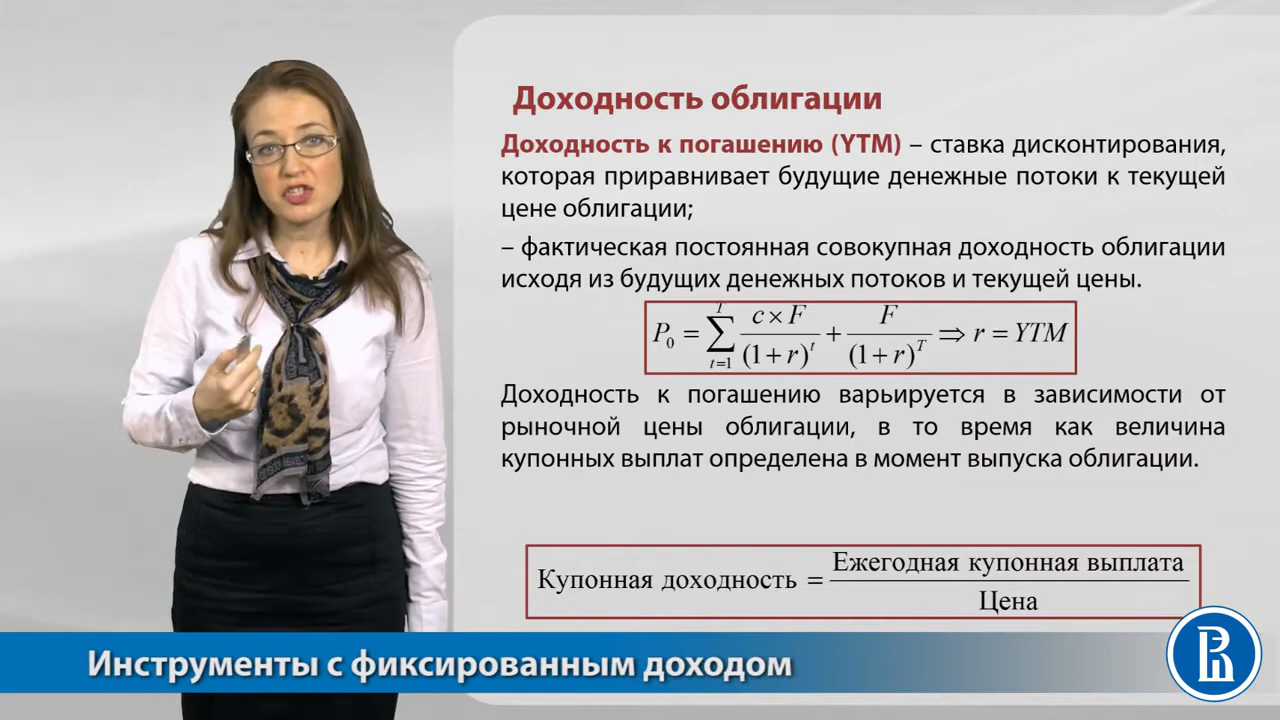 Доходность облигации
Доходность к погашению (YTM) – ставка дисконтирования,
которая приравнивает будущие денежные потоки к текущей
цене облигации;
– фактическая постоянная совокупная доходность облигации
исходя из будущих денежных потоков и текущей цены.
P₀ = ∑ₜ₌₁ᵀ (c × F)/(1 + r)ᵗ + F/(1 + r)ᵀ ⇒ r = YTM
Доходность к погашению варьируется в зависимости от
рыночной цены облигации, в то время как величина
купонных выплат определена в момент выпуска облигации.
Купонная доходность = Ежегодная купонная выплата
Цена
Инструменты с фиксированным доходом